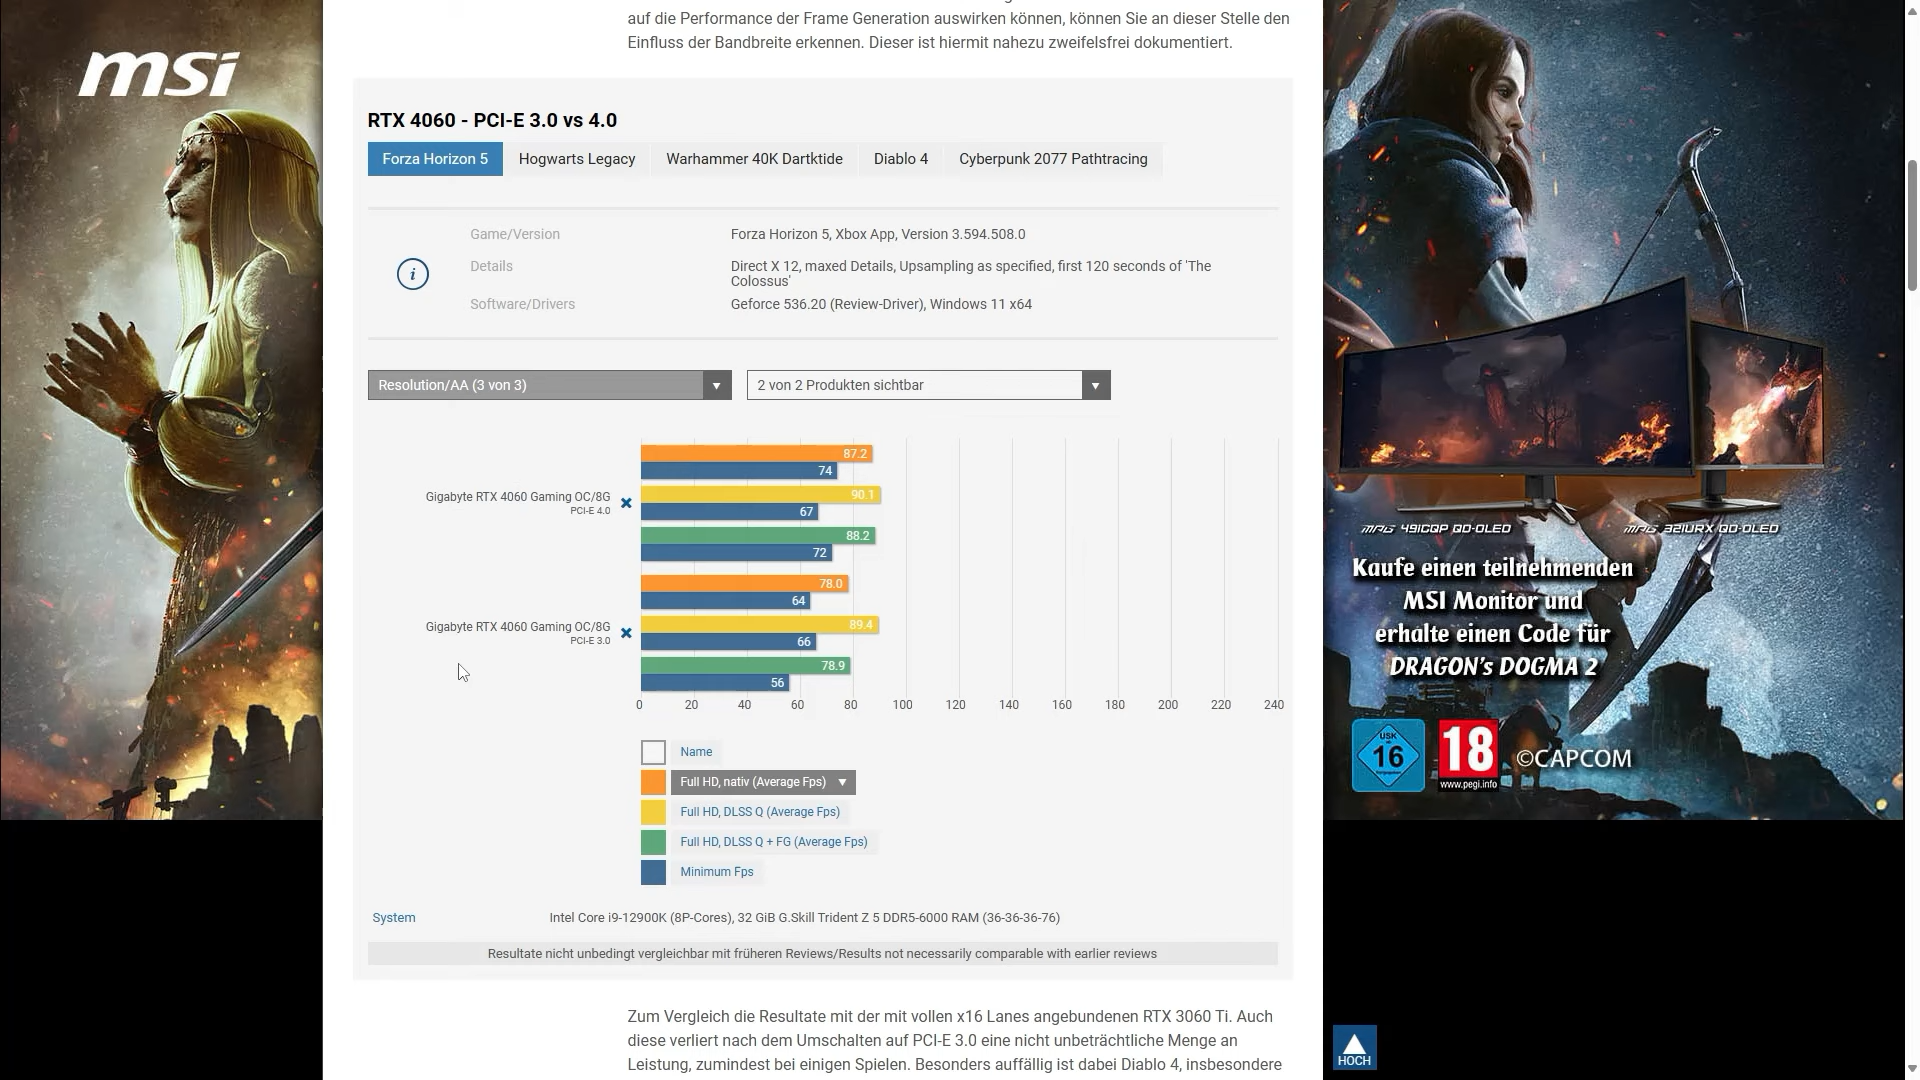 msi
auf die Performance der Frame Generation auswirken können, können Sie an dieser Stelle den
Einfluss der Bandbreite erkennen. Dieser ist hiermit nahezu zweifelsfrei dokumentiert.
RTX 4060 - PCI-E 3.0 vs 4.0
Forza Horizon 5
Hogwarts Legacy
Warhammer 40K Dartktide
Diablo 4
Cyberpunk 2077 Pathtracing
Game/Version
Forza Horizon 5, Xbox App, Version 3.594.508.0
Details
Direct X 12, maxed Details, Upsampling as specified, first 120 seconds of 'The
Colossus'
Software/Drivers
Geforce 536.20 (Review-Driver), Windows 11 x64
i
Resolution/AA (3 von 3)
2 von 2 Produkten sichtbar
87.2
74
Gigabyte RTX 4060 Gaming OC/8G
PCI-E 4.0
90.1
67
88.2
72
78.0
64
Gigabyte RTX 4060 Gaming OC/8G
PCI-E 3.0
89.4
66
78.9
56
0 20 40 60 80 100 120 140 160 180 200 220 240
Name
Full HD, nativ (Average Fps)
Full HD, DLSS Q (Average Fps)
Full HD, DLSS Q + FG (Average Fps)
Minimum Fps
System
Intel Core i9-12900K (8P-Cores), 32 GiB G.Skill Trident Z 5 DDR5-6000 RAM (36-36-36-76)
Resultate nicht unbedingt vergleichbar mit früheren Reviews/Results not necessarily comparable with earlier reviews
Zum Vergleich die Resultate mit der mit vollen x16 Lanes angebundenen RTX 3060 Ti. Auch
diese verliert nach dem Umschalten auf PCI-E 3.0 eine nicht unbeträchtliche Menge an
Leistung, zumindest bei einigen Spielen. Besonders auffällig ist dabei Diablo 4, insbesondere
MPG 491CQP QD-OLED
MPG 321URX QD-OLED
Kaufe einen teilnehmenden
MSI Monitor und
erhalte einen Code für
DRAGON's DOGMA 2
USK
16
18
www.pegi.info
©CAPCOM
HOCH